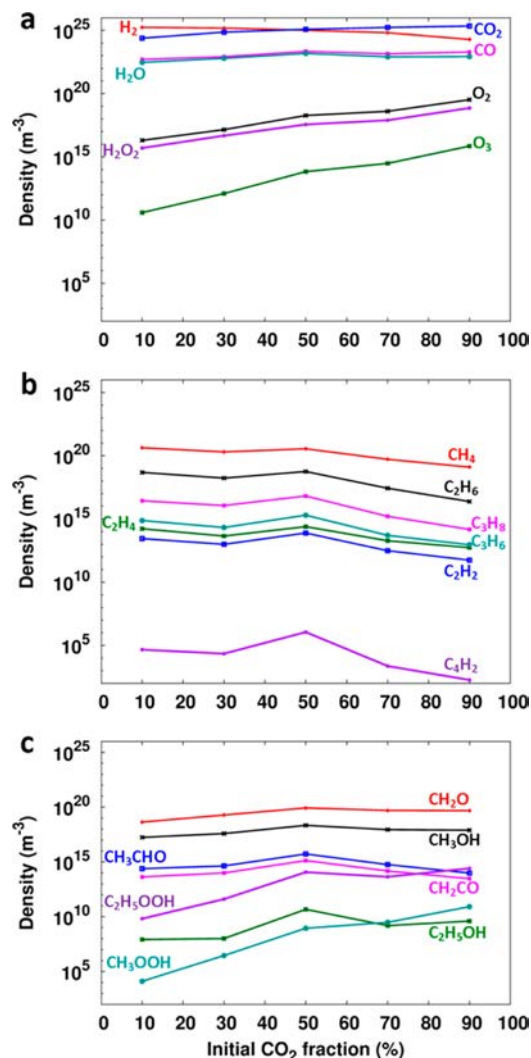 a
10²⁵
10²⁰
10¹⁵
10¹⁰
10⁵
Density (m⁻³)
H₂
CO₂
CO
H₂O
O₂
H₂O₂
O₃
10 20 30 40 50 60 70 80 90 100
b
10²⁵
10²⁰
10¹⁵
10¹⁰
10⁵
Density (m⁻³)
CH₄
C₂H₆
C₂H₄
C₃H₈
C₃H₆
C₂H₂
C₄H₂
10 20 30 40 50 60 70 80 90 100
c
10²⁵
10²⁰
10¹⁵
10¹⁰
10⁵
Density (m⁻³)
CH₂O
CH₃OH
CH₃CHO
CH₂CO
C₂H₅OOH
C₂H₅OH
CH₃OOH
10 20 30 40 50 60 70 80 90 100
Initial CO₂ fraction (%)